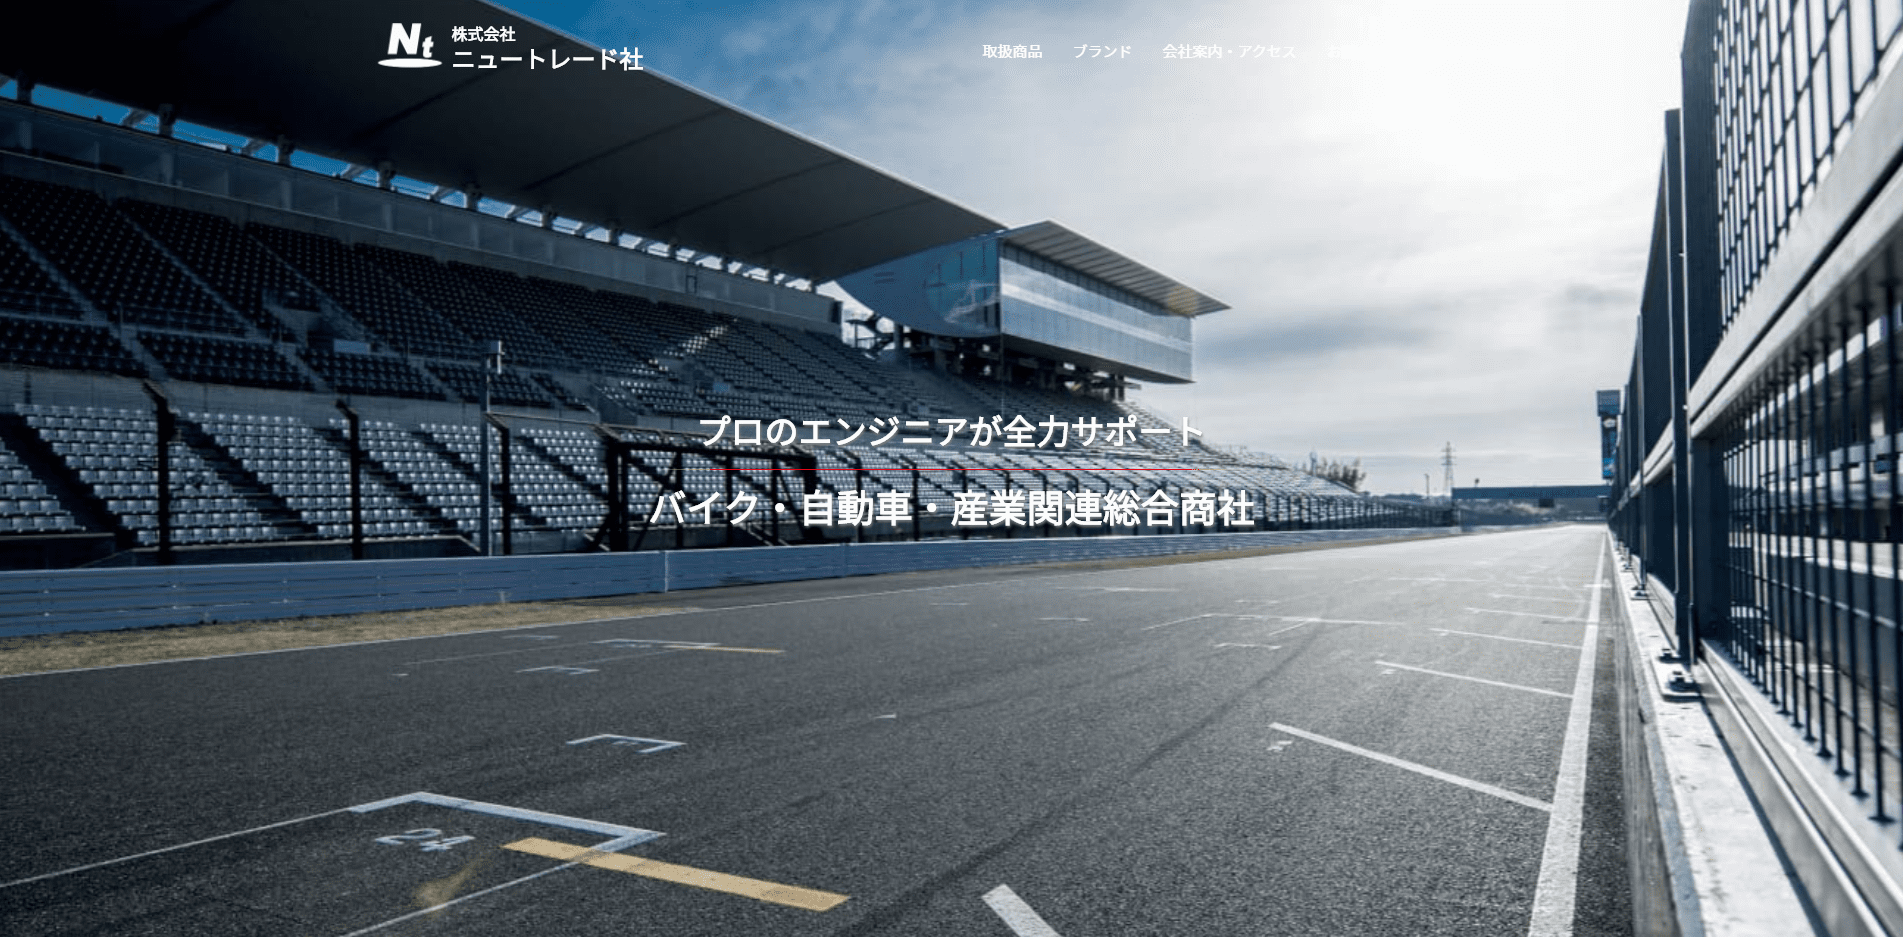 Nt
株式会社
ニュートレード社
取扱商品 ブランド 会社案内・アクセス
プロのエンジニアが全力サポート
バイク・自動車・産業関連総合商社
24